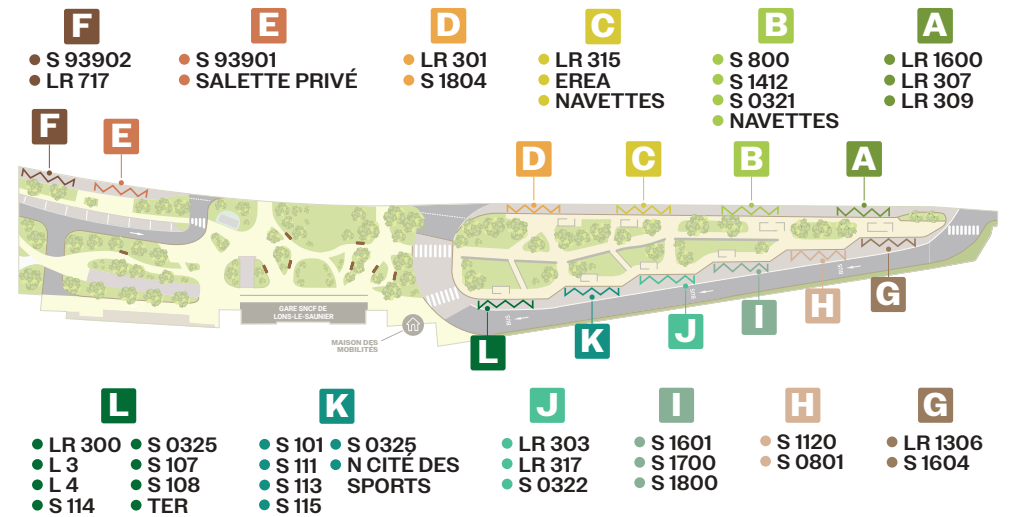 F
S 93902
LR 717
E
S 93901
SALETTE PRIVÉ
D
LR 301
S 1804
C
LR 315
EREA
NAVETTES
B
S 800
S 1412
S 0321
NAVETTES
A
LR 1600
LR 307
LR 309
F
E
D
C
B
A
GARE SNCF DE
LONS-LE-SAUNIER
MAISON DES
MOBILITÉS
BUS
BUS
BUS
L
K
J
I
H
G
L
LR 300
L 3
L 4
S 114
S 0325
S 107
S 108
TER
K
S 101
S 111
S 113
S 115
S 0325
N CITÉ DES
SPORTS
J
LR 303
LR 317
S 0322
I
S 1601
S 1700
S 1800
H
S 1120
S 0801
G
LR 1306
S 1604